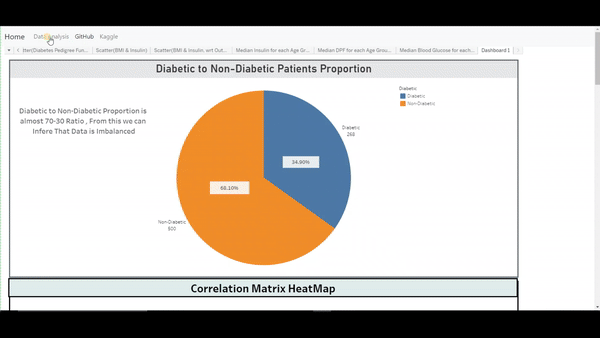 Home Data Analysis GitHub Kaggle
tter(Diabetes Pedigree Fun... Scatter(BMI & Insulin) Scatter(BMI & Insulin. wrt Out... Median Insulin for each Age Gr... Median DPF for each Age Grou... Median Blood Glucose for each... Dashboard 1
Diabetic to Non-Diabetic Patients Proportion
Diabetic to Non-Diabetic Proportion is
almost 70-30 Ratio , From this we can
Infere That Data is Imbalanced
Diabetic
Diabetic
Non-Diabetic
Diabetic
268
34.90%
65.10%
Non-Diabetic
500
Correlation Matrix HeatMap